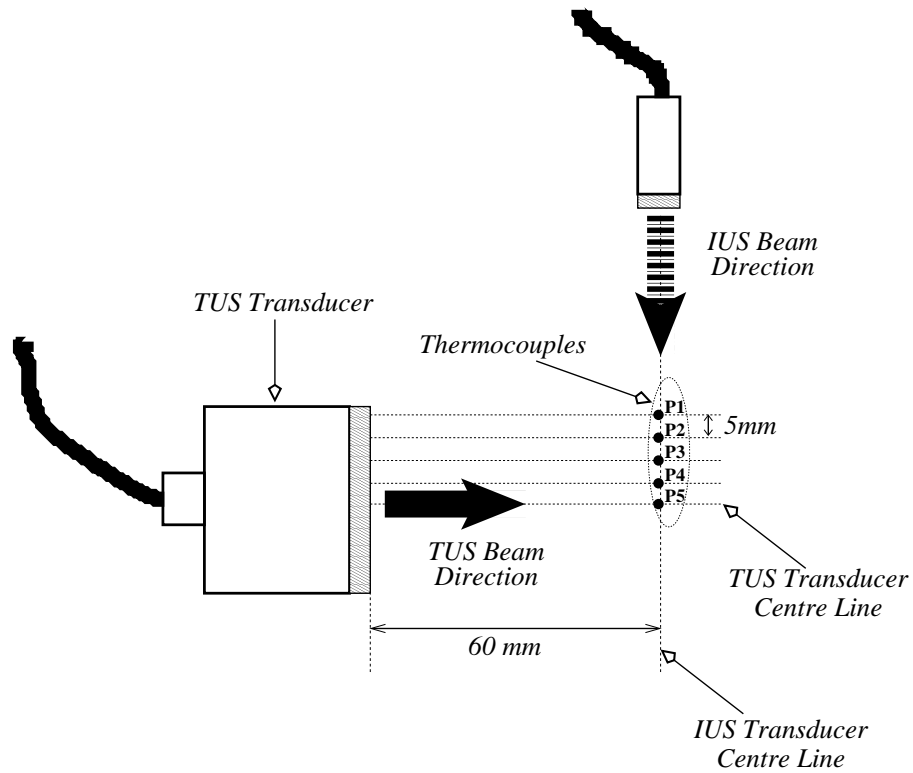 IUS Beam
Direction
TUS Transducer
Thermocouples
P1
P2
5mm
P3
P4
P5
TUS Beam
Direction
TUS Transducer
Centre Line
60 mm
IUS Transducer
Centre Line